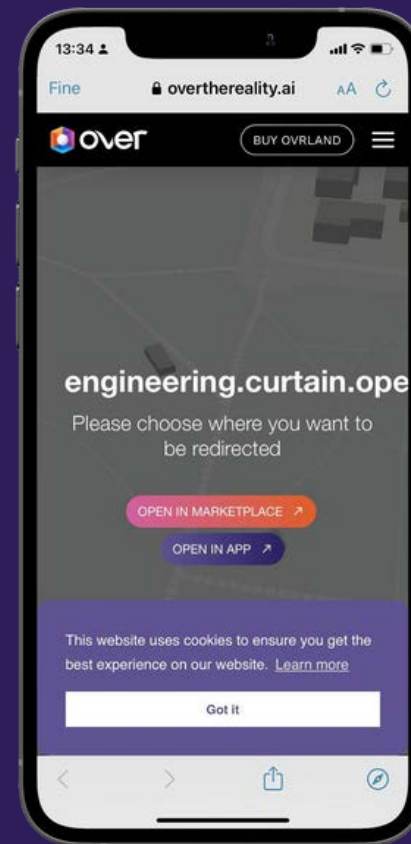 13:34
Fine overthereality.ai AA
over BUY OVRLAND
engineering.curtain.ope
Please choose where you want to
be redirected
OPEN IN MARKETPLACE ↗
OPEN IN APP ↗
This website uses cookies to ensure you get the
best experience on our website. Learn more
Got it